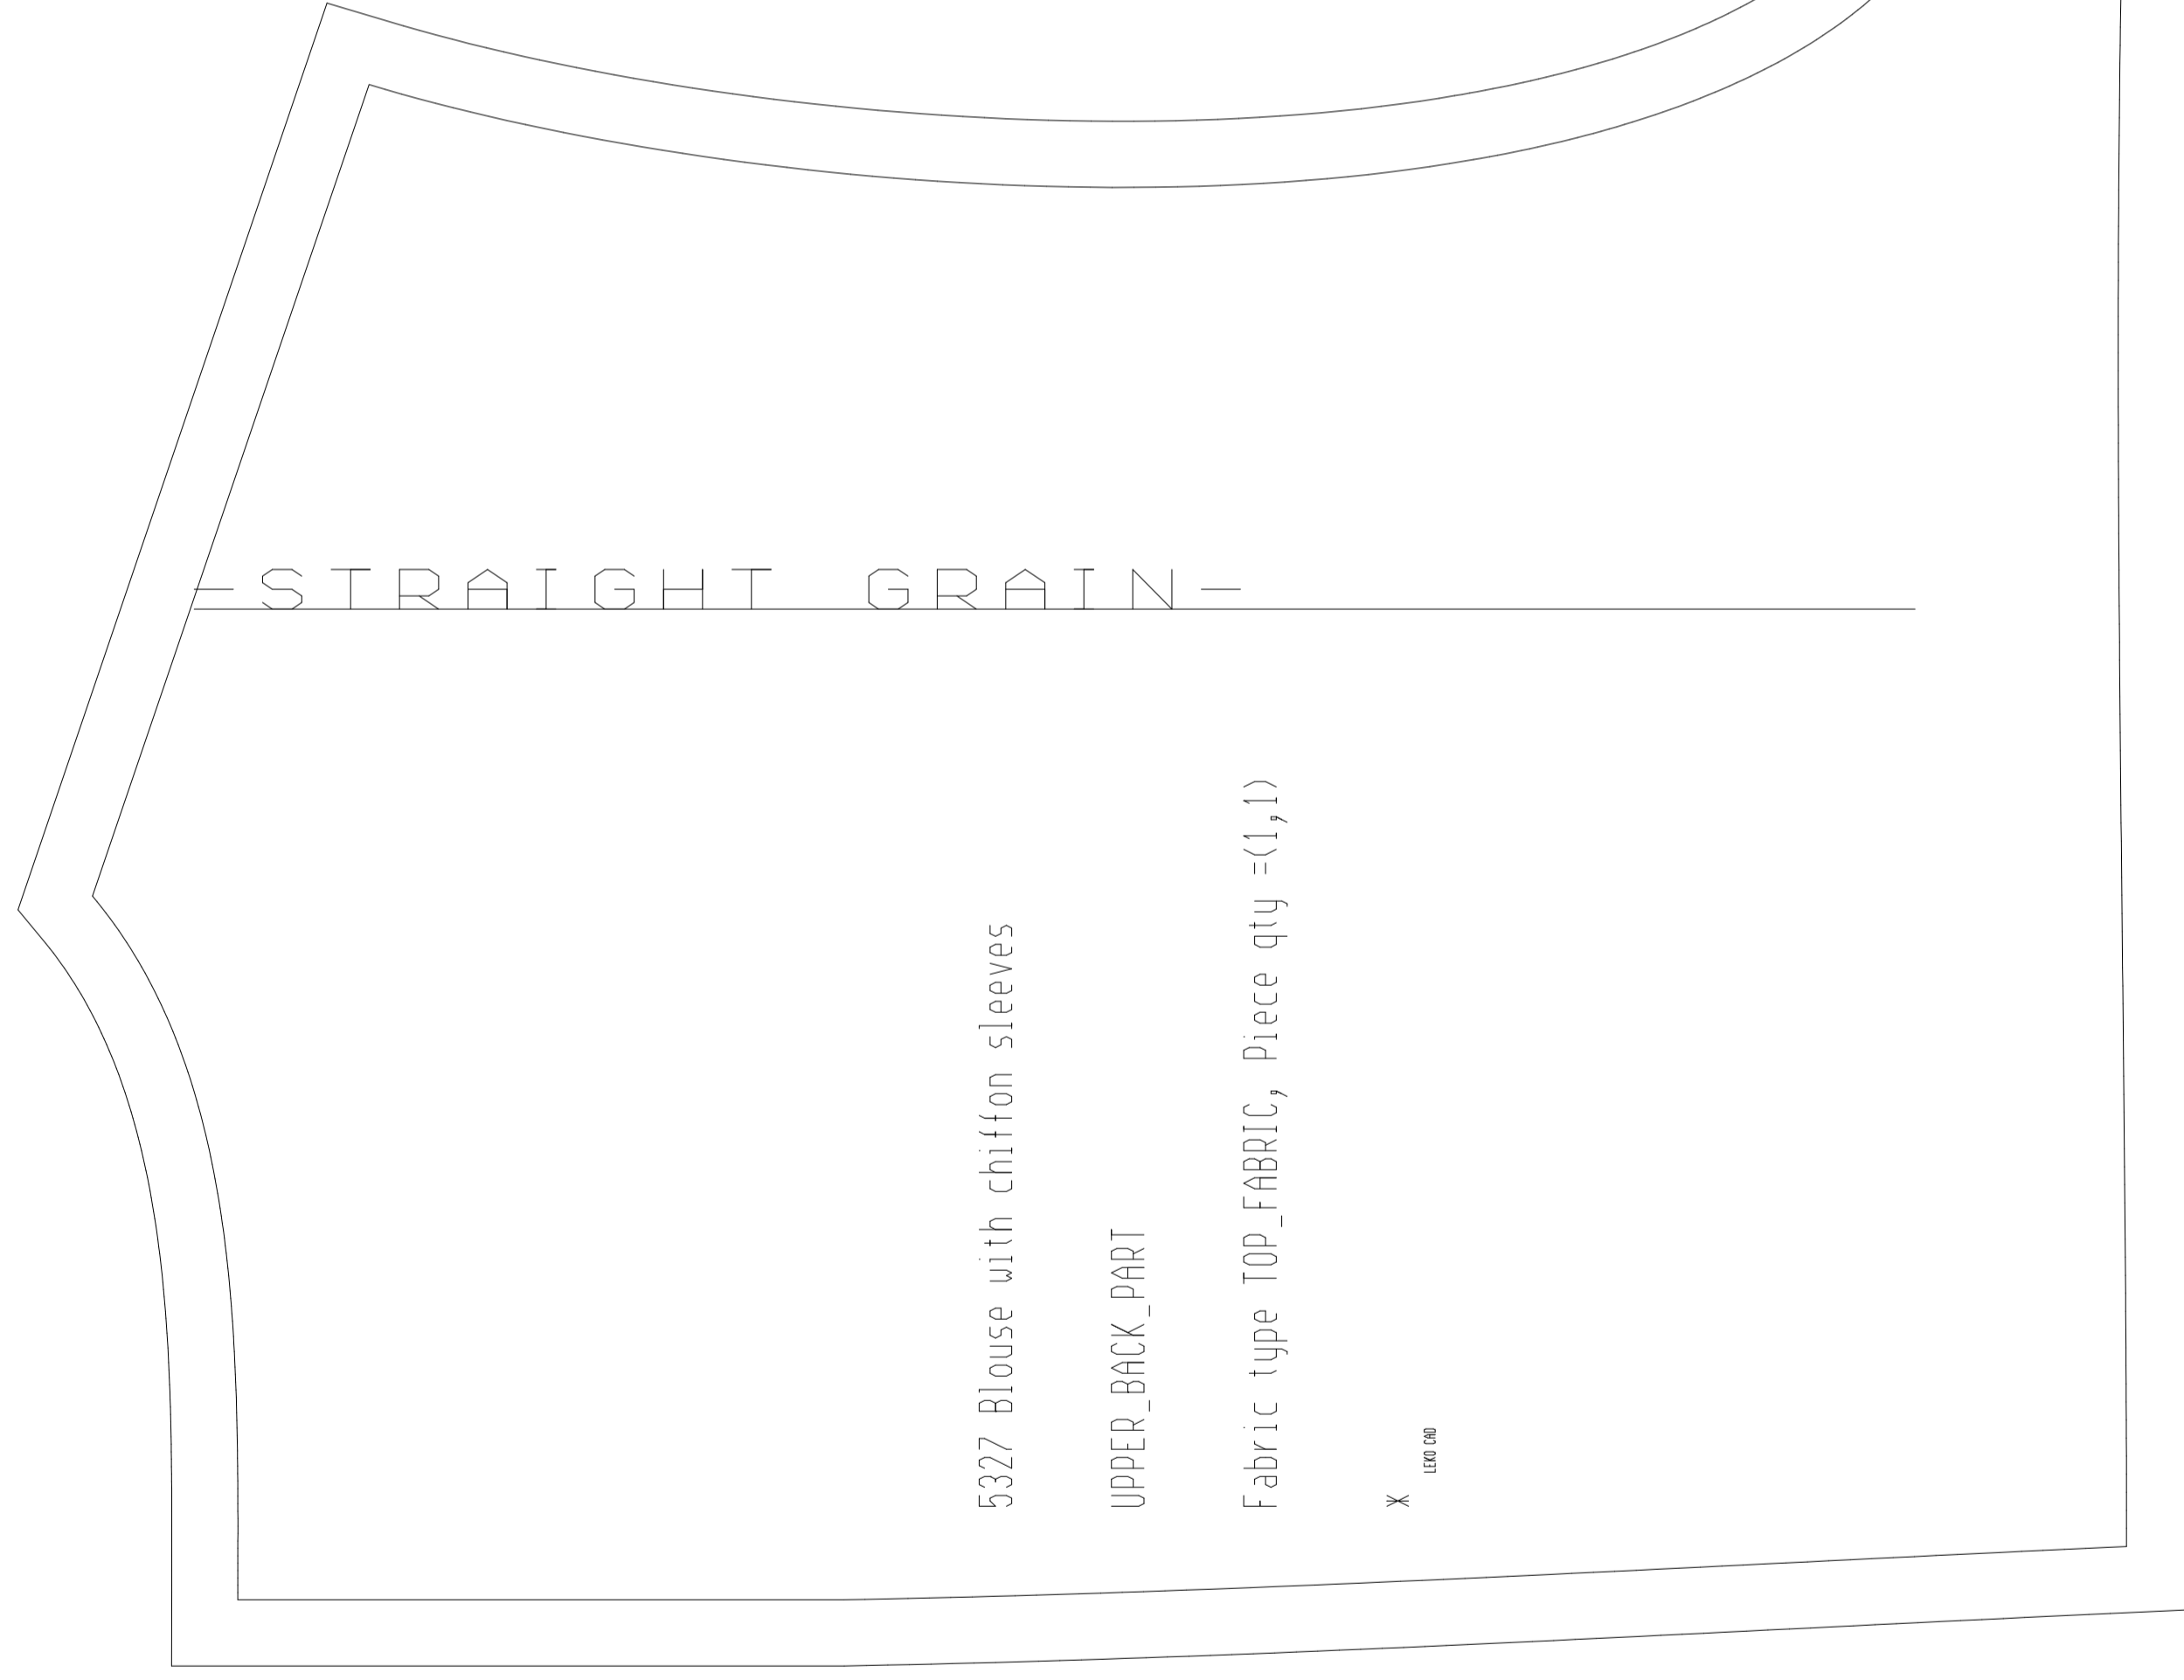 -STRAIGHT GRAIN-
5327 Blouse with chiffon sleeves
UPPER_BACK_PART
Fabric type TOP_FABRIC, Piece qty =(1,1)
*
LEKO CAD